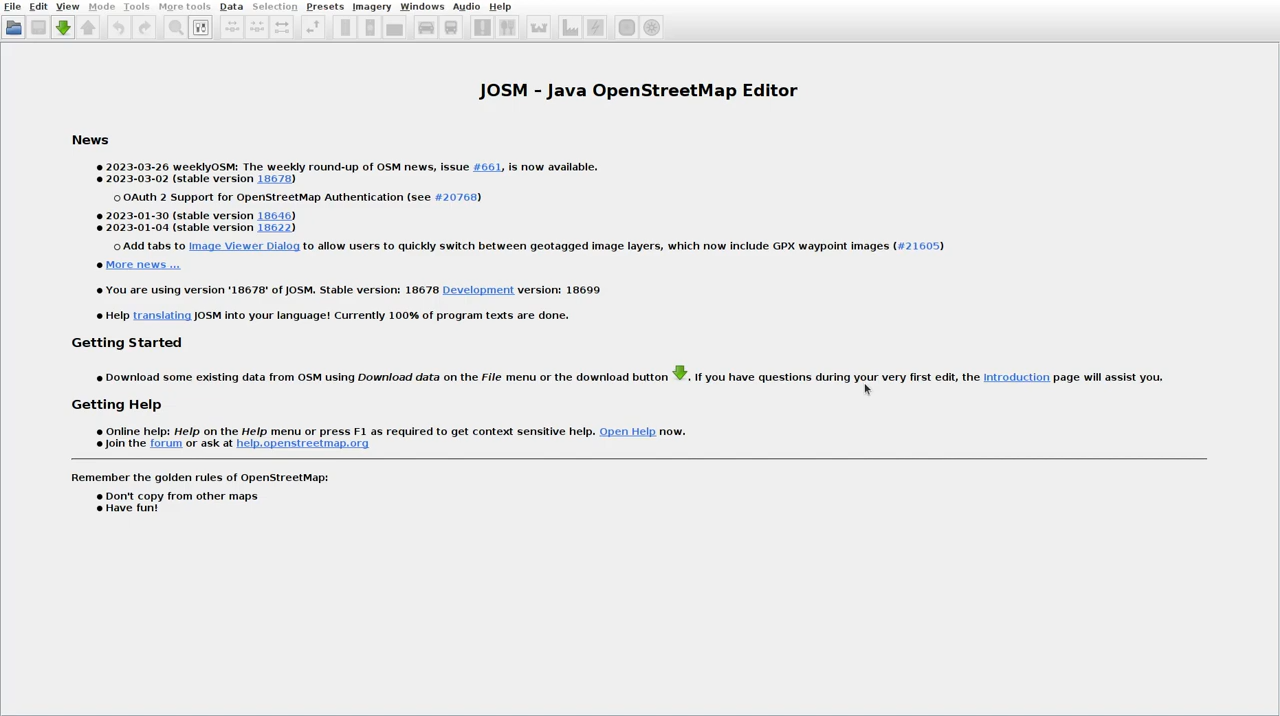 File Edit View Mode Tools More tools Data Selection Presets Imagery Windows Audio Help
JOSM – Java OpenStreetMap Editor
News
2023-03-26 weeklyOSM: The weekly round-up of OSM news, issue #661, is now available.
2023-03-02 (stable version 18678)
OAuth 2 Support for OpenStreetMap Authentication (see #20768)
2023-01-30 (stable version 18646)
2023-01-04 (stable version 18622)
Add tabs to Image Viewer Dialog to allow users to quickly switch between geotagged image layers, which now include GPX waypoint images (#21605)
More news ...
You are using version '18678' of JOSM. Stable version: 18678 Development version: 18699
Help translating JOSM into your language! Currently 100% of program texts are done.
Getting Started
Download some existing data from OSM using Download data on the File menu or the download button . If you have questions during your very first edit, the Introduction page will assist you.
Getting Help
Online help: Help on the Help menu or press F1 as required to get context sensitive help. Open Help now.
Join the forum or ask at help.openstreetmap.org
Remember the golden rules of OpenStreetMap:
Don't copy from other maps
Have fun!